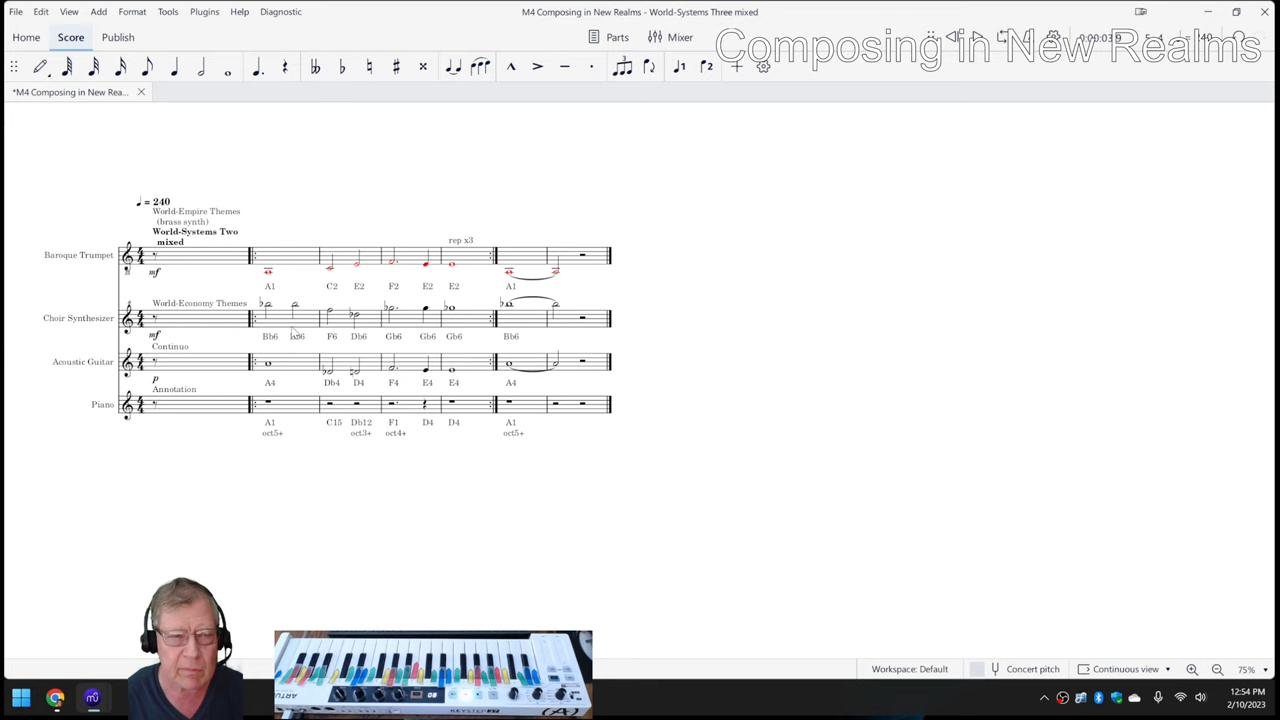 File Edit View Add Format Tools Plugins Help Diagnostic
M4 Composing in New Realms - World-Systems Three mixed
Home Score Publish
Parts Mixer
Composing in New Realms
*M4 Composing in New Rea...
= 240
World-Empire Themes
(brass synth)
World-Systems Two
mixed
rep x3
Baroque Trumpet
mf
A1 C2 E2 F2 E2 E2 A1
World-Economy Themes
Choir Synthesizer
mf
Bb6 F6 Db6 Gb6 Gb6 Gb6 Bb6
Continuo
Acoustic Guitar
p
A4 Db4 D4 F4 E4 E4 A4
Annotation
Piano
A1 C15 Db12 F1 D4 D4 A1
oct5+ oct3+ oct4+ oct5+
ARTU
KEYSTEP
(A)
Workspace: Default
Concert pitch
Continuous view
75%
2/10/2023